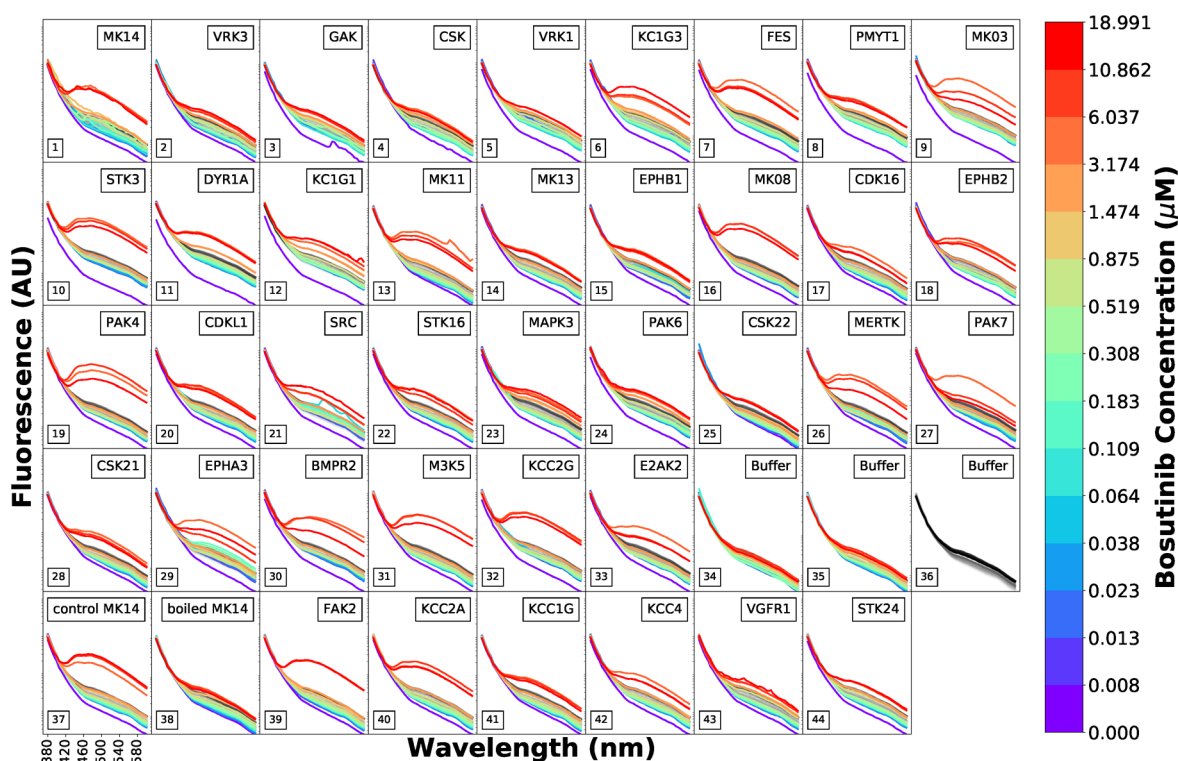 MK14
VRK3
GAK
CSK
VRK1
KC1G3
FES
PMYT1
MK03
1
2
3
4
5
6
7
8
9
STK3
DYR1A
KC1G1
MK11
MK13
EPHB1
MK08
CDK16
EPHB2
10
11
12
13
14
15
16
17
18
PAK4
CDKL1
SRC
STK16
MAPK3
PAK6
CSK22
MERTK
PAK7
19
20
21
22
23
24
25
26
27
CSK21
EPHA3
BMPR2
M3K5
KCC2G
E2AK2
Buffer
Buffer
Buffer
28
29
30
31
32
33
34
35
36
control MK14
boiled MK14
FAK2
KCC2A
KCC1G
KCC4
VGFR1
STK24
37
38
39
40
41
42
43
44
380
420
460
500
540
580
Wavelength (nm)
Fluorescence (AU)
18.991
10.862
6.037
3.174
1.474
0.875
0.519
0.308
0.183
0.109
0.064
0.038
0.023
0.013
0.008
0.000
Bosutinib Concentration (μM)